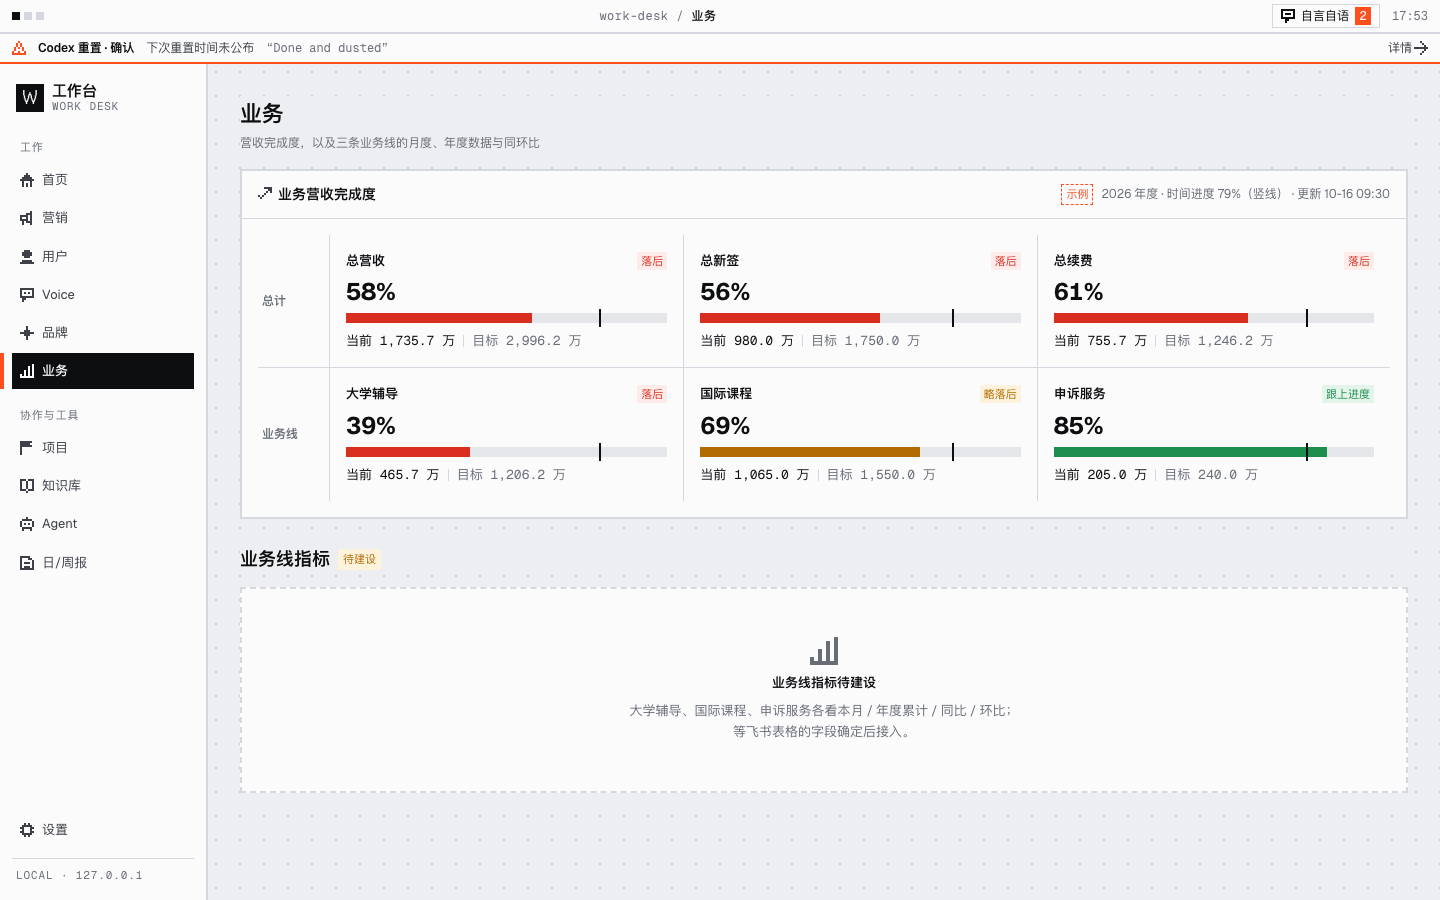 work-desk / 业务
自言自语 2
17:53
Codex 重置 · 确认 下次重置时间未公布 “Done and dusted”
详情
W
工作台
WORK DESK
工作
首页
营销
用户
Voice
品牌
业务
协作与工具
项目
知识库
Agent
日/周报
设置
LOCAL · 127.0.0.1
业务
营收完成度，以及三条业务线的月度、年度数据与同环比
业务营收完成度
示例 2026 年度 · 时间进度 79%（竖线） · 更新 10-16 09:30
总计
总营收 落后
58%
当前 1,735.7 万 目标 2,996.2 万
总新签 落后
56%
当前 980.0 万 目标 1,750.0 万
总续费 落后
61%
当前 755.7 万 目标 1,246.2 万
业务线
大学辅导 落后
39%
当前 465.7 万 目标 1,206.2 万
国际课程 略落后
69%
当前 1,065.0 万 目标 1,550.0 万
申诉服务 跟上进度
85%
当前 205.0 万 目标 240.0 万
业务线指标 待建设
业务线指标待建设
大学辅导、国际课程、申诉服务各看本月 / 年度累计 / 同比 / 环比；
等飞书表格的字段确定后接入。